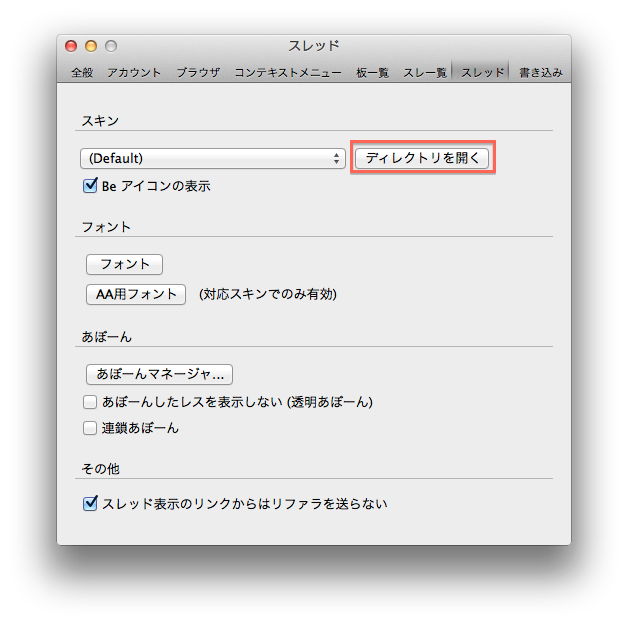 スレッド
全般 アカウント ブラウザ コンテキストメニュー 板一覧 スレ一覧 スレッド 書き込み
スキン
(Default) ディレクトリを開く
Be アイコンの表示
フォント
フォント
AA用フォント (対応スキンでのみ有効)
あぼーん
あぼーんマネージャ...
あぼーんしたレスを表示しない (透明あぼーん)
連鎖あぼーん
その他
スレッド表示のリンクからはリファラを送らない